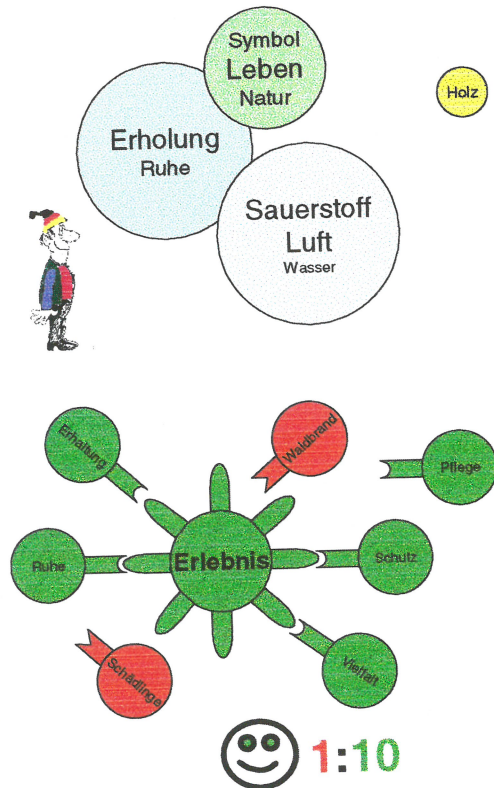 Symbol
Leben
Natur
Holz
Erholung
Ruhe
Sauerstoff
Luft
Wasser
Erhaltung
Waldbrand
Pflege
Ruhe
Erlebnis
Schutz
Schädlinge
Vielfalt
1:10